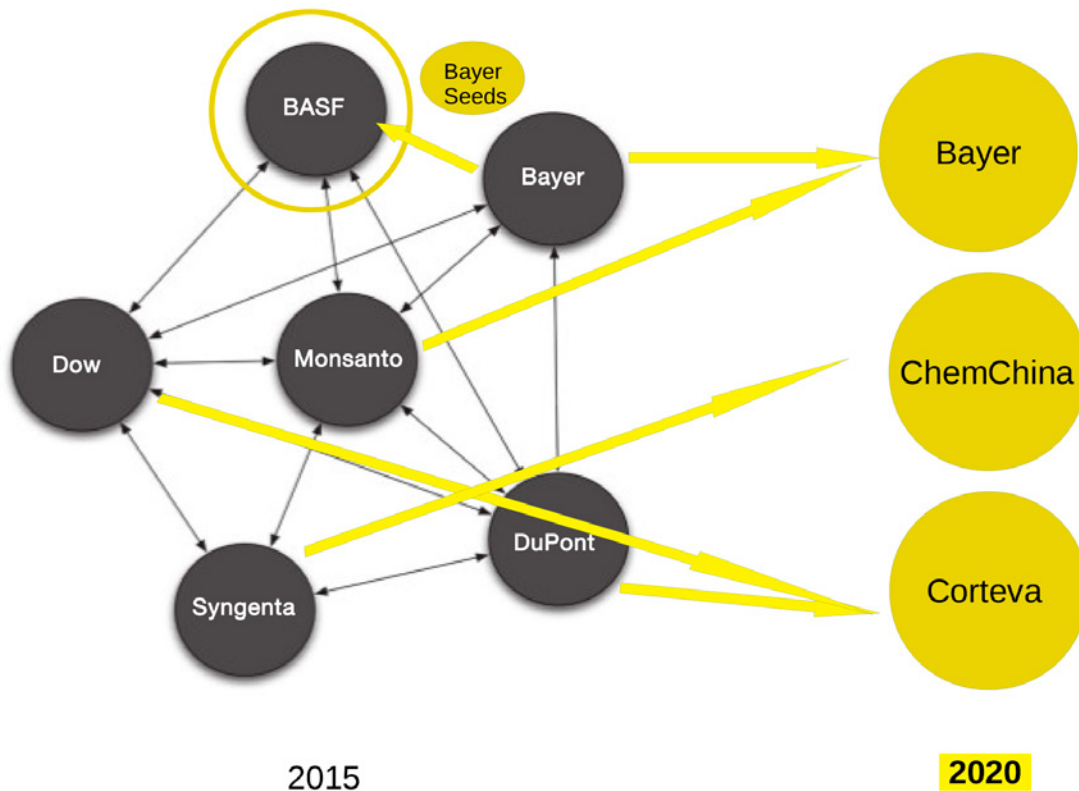 BASF
Bayer
Seeds
Bayer
Bayer
Dow
Monsanto
ChemChina
DuPont
Syngenta
Corteva
2015
2020